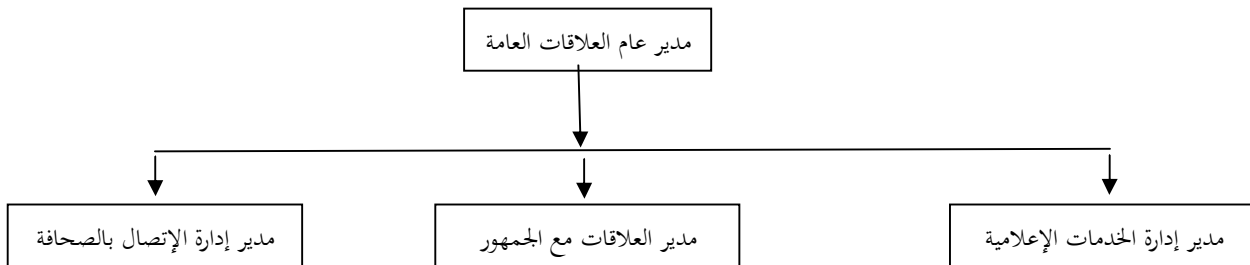 مدير عام العلاقات العامة
مدير إدارة الخدمات الإعلامية
مدير العلاقات مع الجمهور
مدير إدارة الإتصال بالصحافة